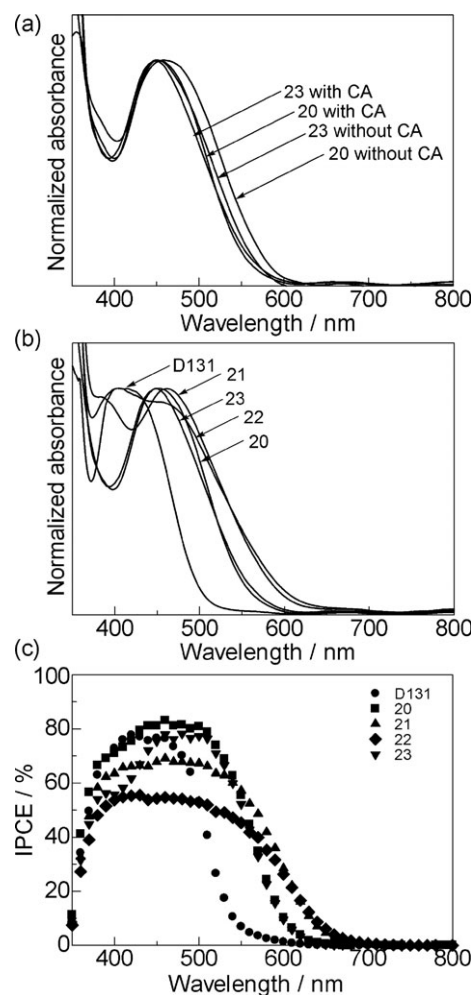 (a)
Normalized absorbance
23 with CA
20 with CA
23 without CA
20 without CA
400 500 600 700 800
Wavelength / nm
(b)
Normalized absorbance
D131
21
23
22
20
400 500 600 700 800
Wavelength / nm
(c)
IPCE / %
100
80
60
40
20
0
D131
20
21
22
23
400 500 600 700 800
Wavelength / nm